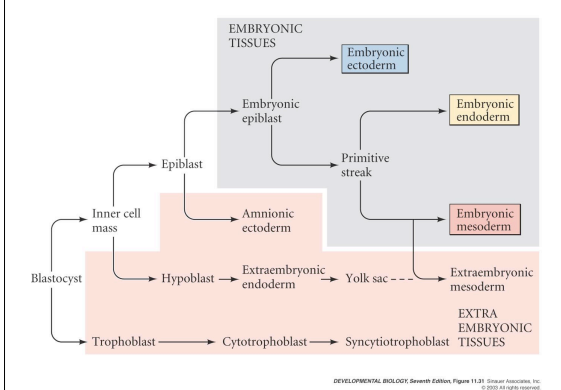 EMBRYONIC
TISSUES
Embryonic
ectoderm
Embryonic
epiblast
Embryonic
endoderm
Epiblast
Primitive
streak
Inner cell
mass
Amnionic
ectoderm
Embryonic
mesoderm
Blastocyst
Hypoblast
Extraembryonic
endoderm
Yolk sac
Extraembryonic
mesoderm
Trophoblast
Cytotrophoblast
Syncytiotrophoblast
EXTRA
EMBRYONIC
TISSUES
DEVELOPMENTAL BIOLOGY, Seventh Edition, Figure 11.31 Sinauer Associates, Inc.
© 2003 All rights reserved.